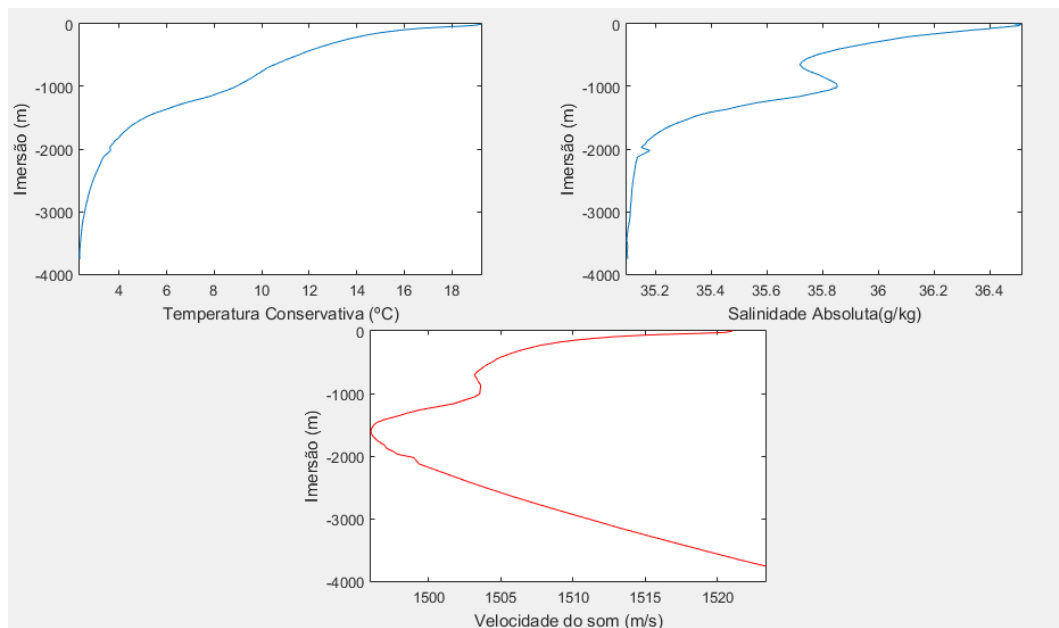 0
-1000
-2000
-3000
-4000
Imersão (m)
4 6 8 10 12 14 16 18
Temperatura Conservativa (ºC)
0
-1000
-2000
-3000
-4000
Imersão (m)
35.2 35.4 35.6 35.8 36 36.2 36.4
Salinidade Absoluta(g/kg)
0
-1000
-2000
-3000
-4000
Imersão (m)
1500 1505 1510 1515 1520
Velocidade do som (m/s)